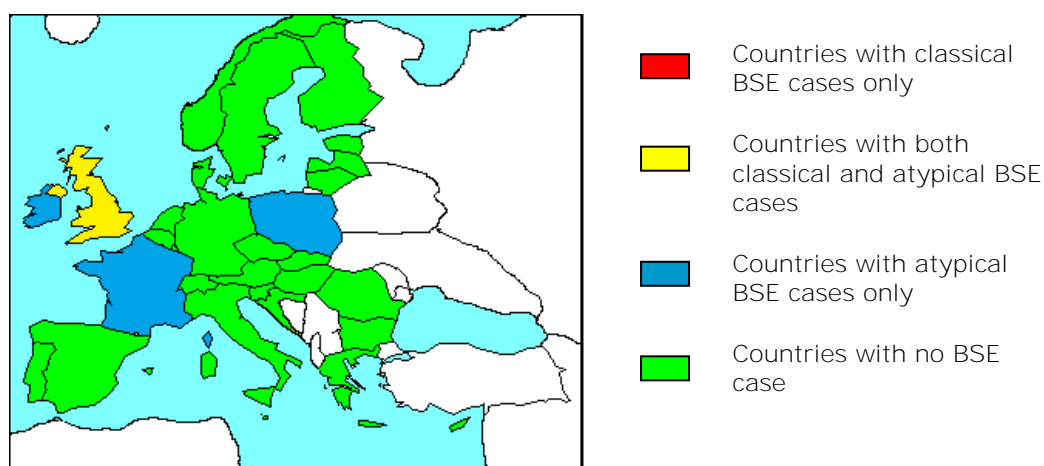 Countries with classical
BSE cases only
Countries with both
classical and atypical BSE
cases
Countries with atypical
BSE cases only
Countries with no BSE
case